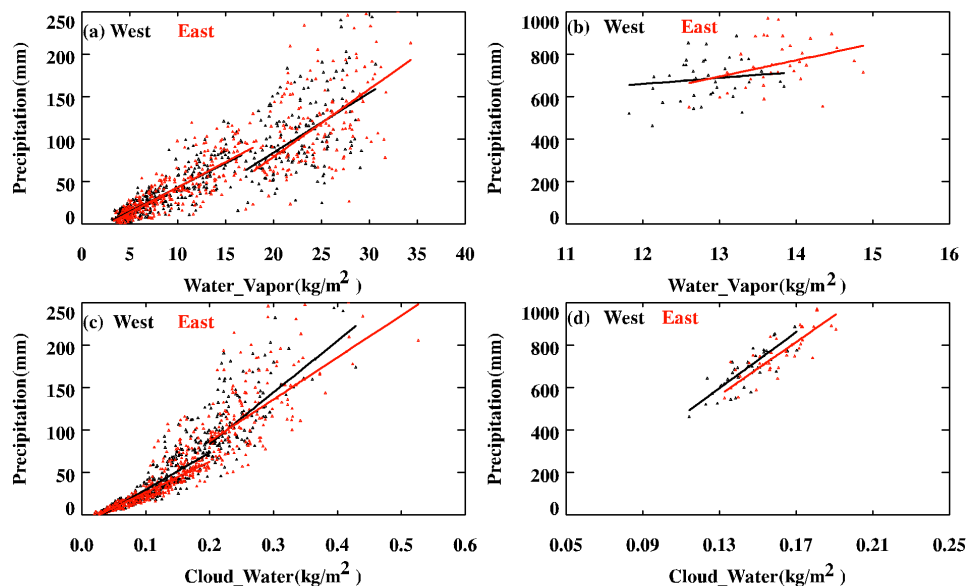 (a) West East
250
200
150
100
50
0
Precipitation(mm)
0 5 10 15 20 25 30 35 40
Water_Vapor(kg/m² )
(b) West East
1000
800
600
400
200
0
Precipitation(mm)
11 12 13 14 15 16
Water_Vapor(kg/m² )
(c) West East
250
200
150
100
50
0
Precipitation(mm)
0.0 0.1 0.2 0.3 0.4 0.5 0.6
Cloud_Water(kg/m² )
(d) West East
1000
800
600
400
200
0
Precipitation(mm)
0.05 0.09 0.13 0.17 0.21 0.25
Cloud_Water(kg/m² )